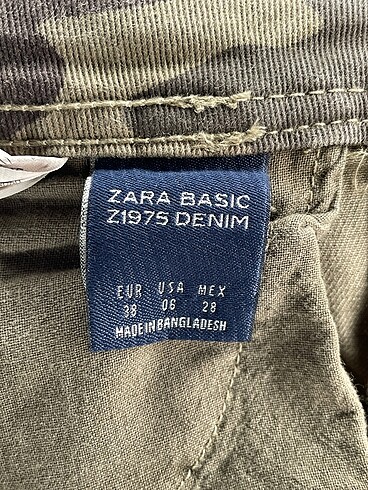 ZARA BASIC
Z1975 DENIM
EUR USA MEX
38 06 28
MADE IN BANGLADESH